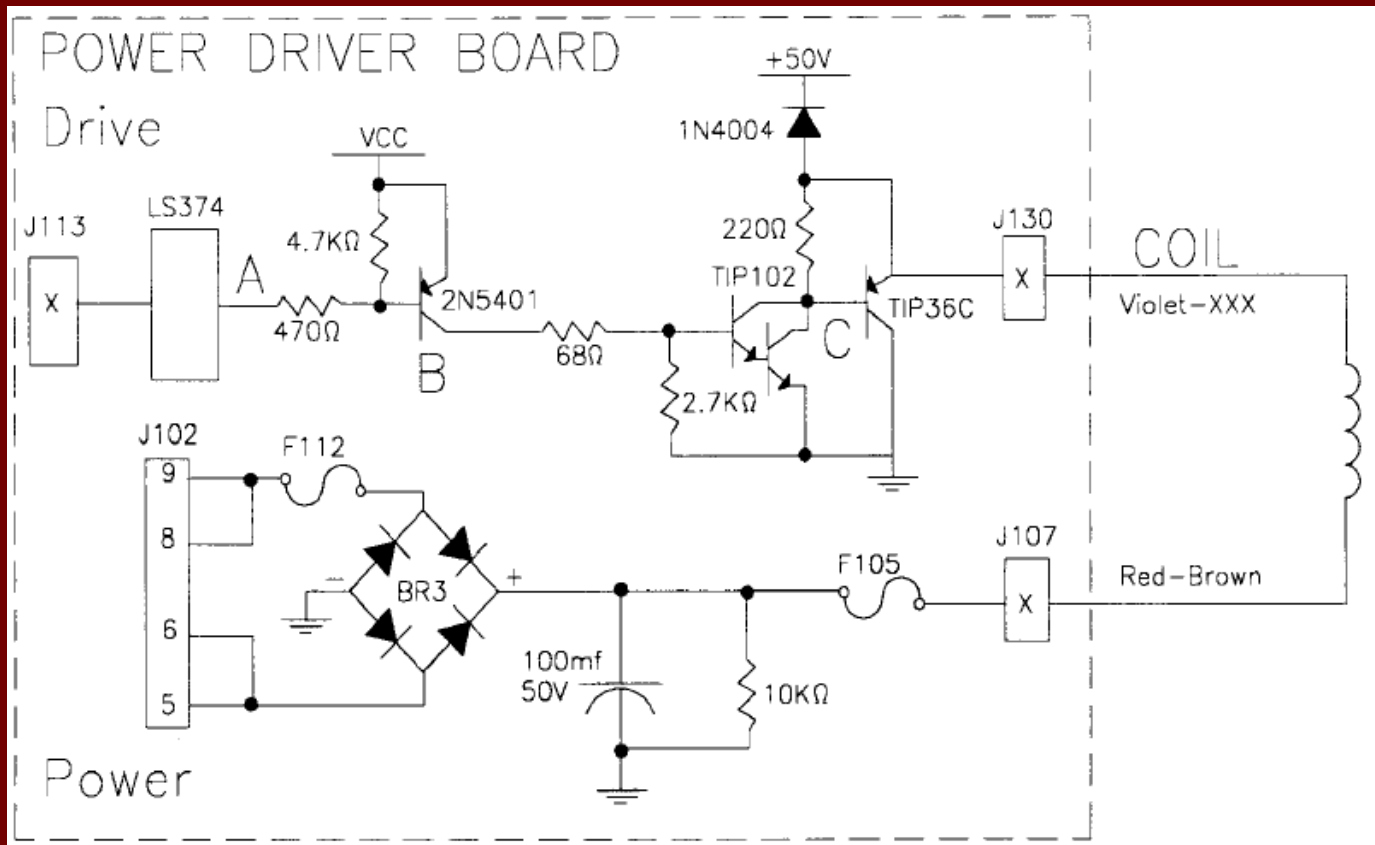 POWER DRIVER BOARD
Drive
+50V
1N4004
VCC
J113
LS374
4.7KΩ
A
220Ω
J130
COIL
TIP102
X
470Ω
2N5401
X
TIP36C
Violet-XXX
68Ω
C
B
2.7KΩ
J102
F112
9
8
BR3
+
−
F105
J107
Red-Brown
X
6
5
100mf
50V
10KΩ
Power